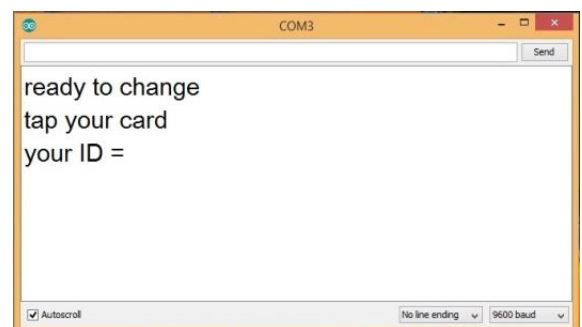 COM3
Send
ready to change
tap your card
your ID =
Autoscroll
No line ending
9600 baud